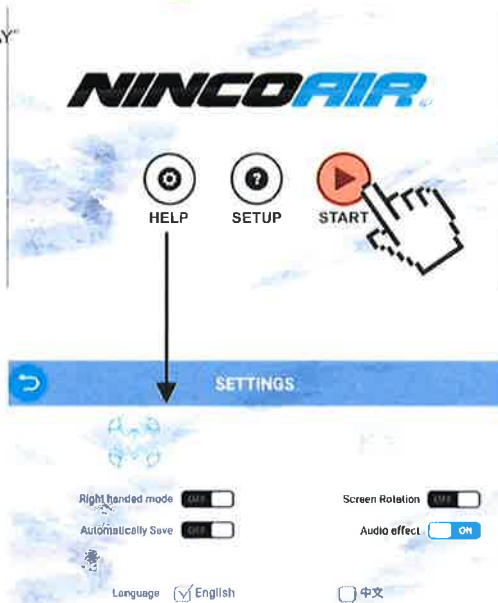 Y"
NINCOAIR
HELP SETUP START
SETTINGS
Right handed mode OFF Screen Rotation OFF
Automatically Save OFF Audio effect ON
Language English 中文